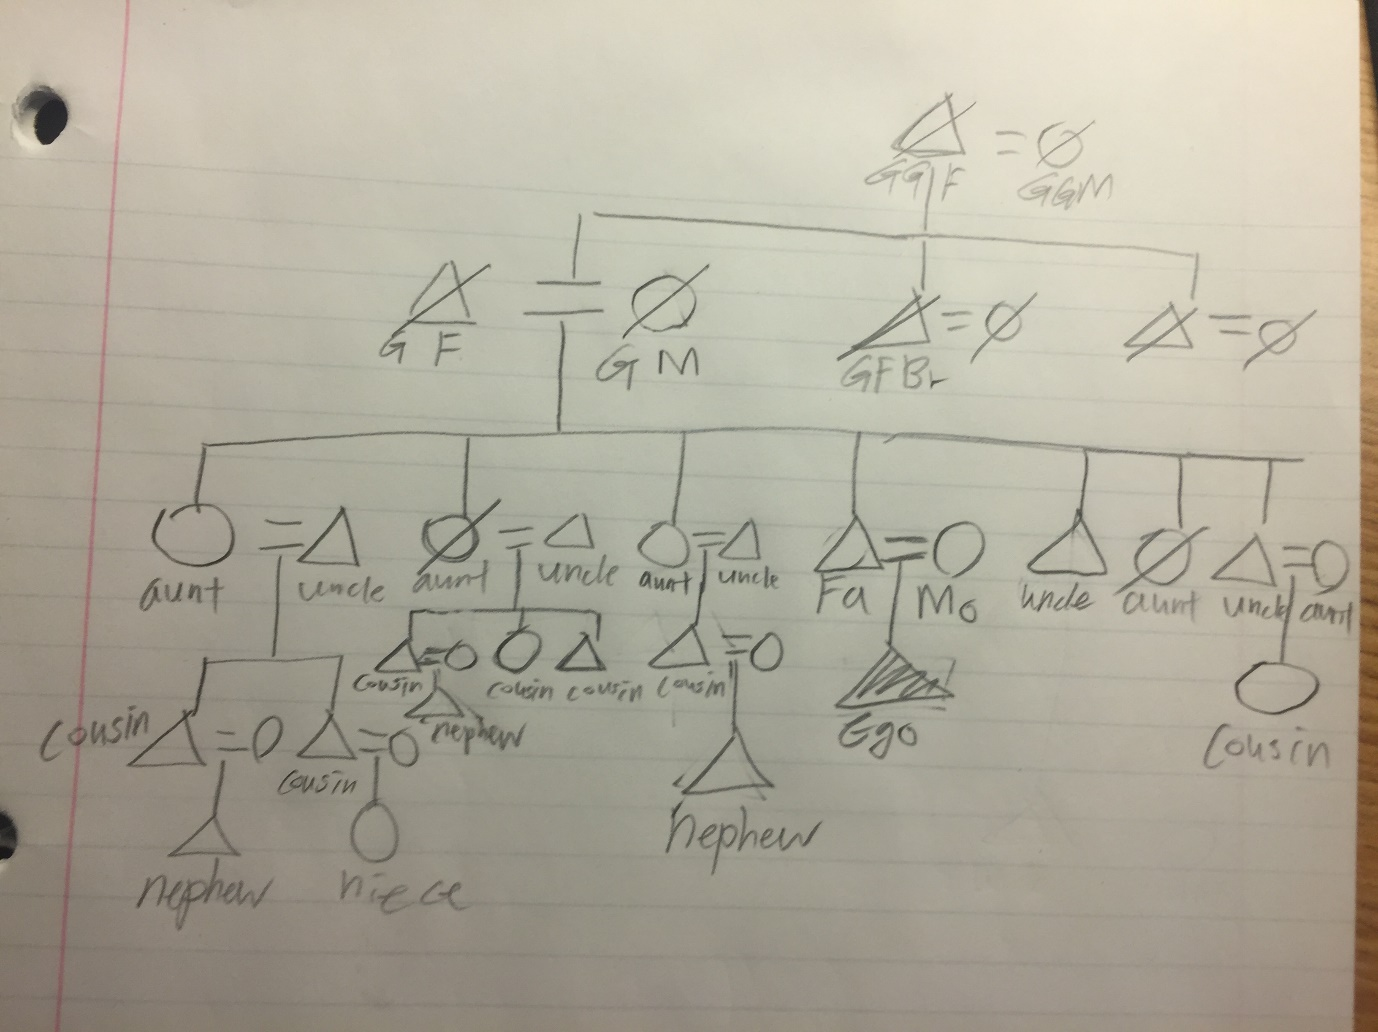 GGF GGM
GF GM GFBr
aunt uncle aunt uncle aunt uncle Fa Mo uncle aunt uncle aunt
cousin cousin cousin cousin
cousin cousin nephew Ego cousin
nephew niece nephew